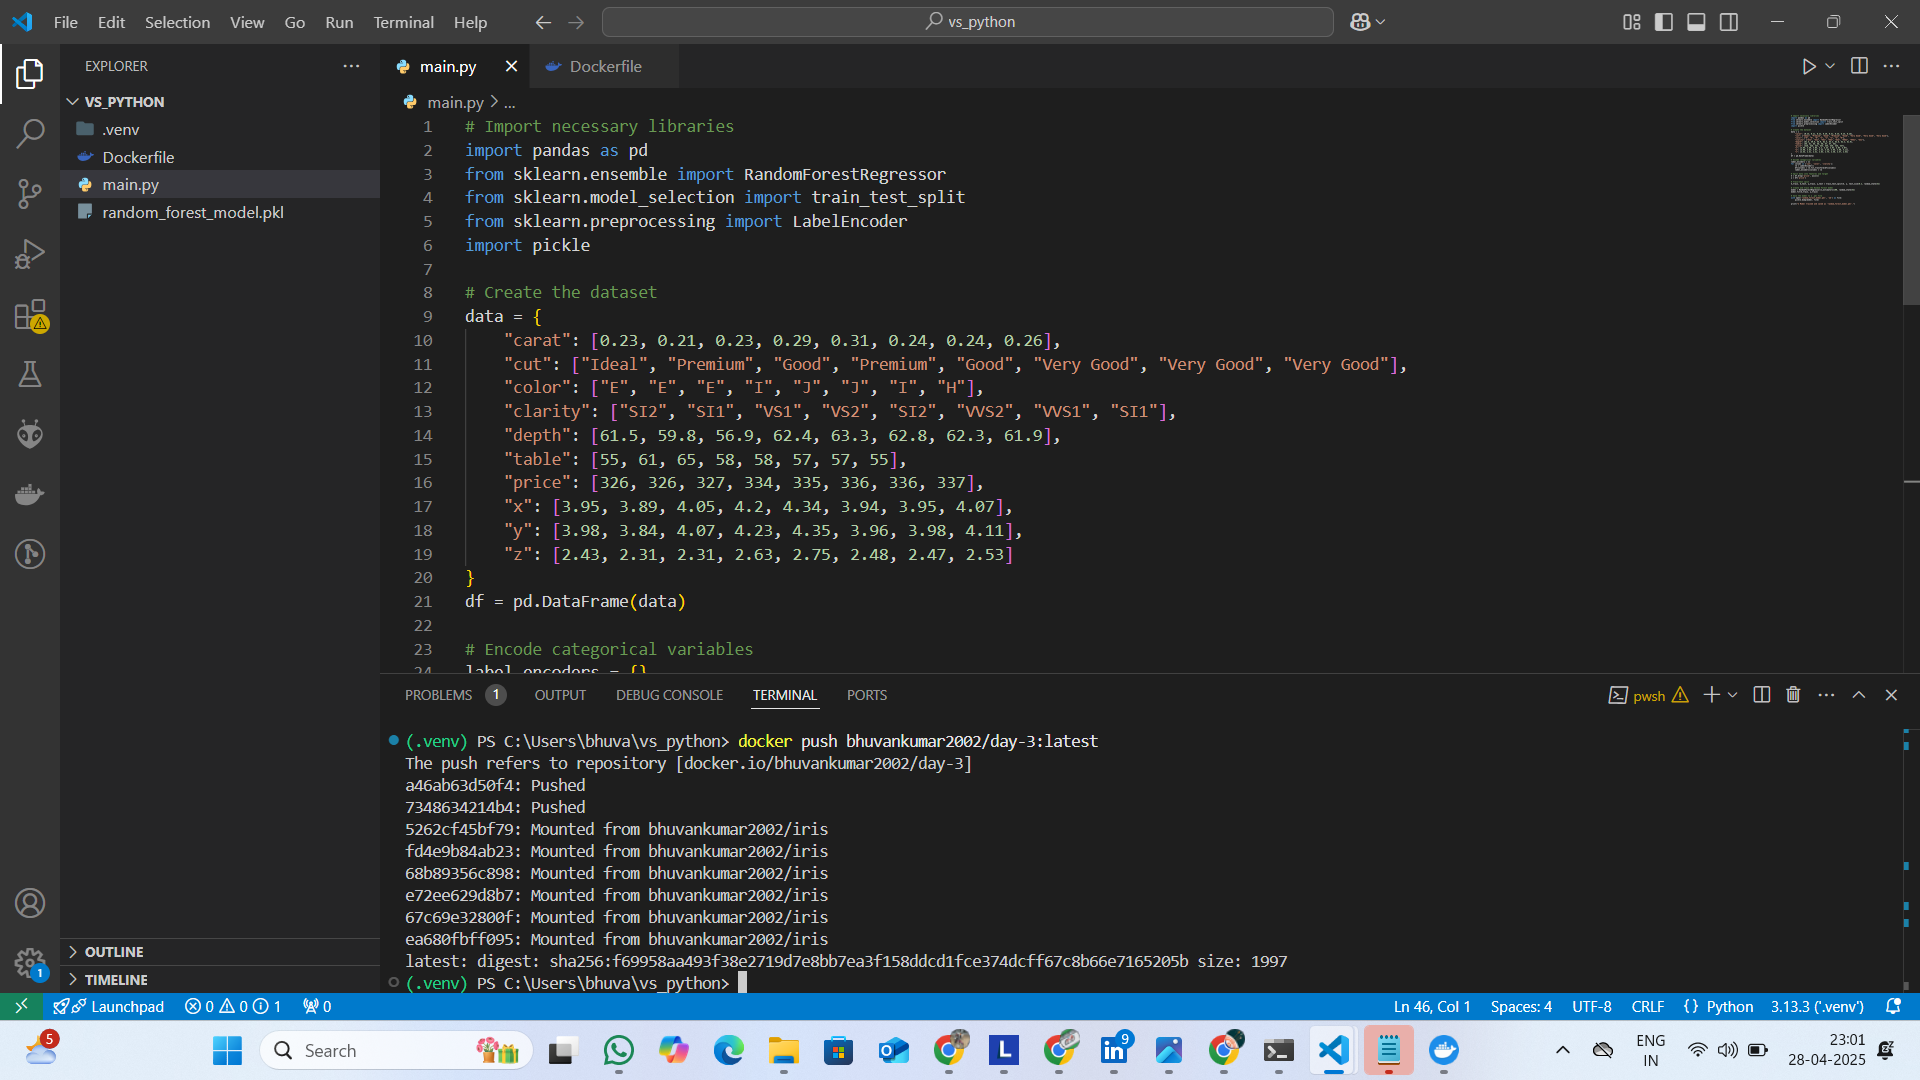 File Edit Selection View Go Run Terminal Help
vs_python
EXPLORER
VS_PYTHON
.venv
Dockerfile
main.py
random_forest_model.pkl
OUTLINE
TIMELINE
main.py
Dockerfile
main.py > ...
1 # Import necessary libraries
2 import pandas as pd
3 from sklearn.ensemble import RandomForestRegressor
4 from sklearn.model_selection import train_test_split
5 from sklearn.preprocessing import LabelEncoder
6 import pickle
7
8 # Create the dataset
9 data = {
10 "carat": [0.23, 0.21, 0.23, 0.29, 0.31, 0.24, 0.24, 0.26],
11 "cut": ["Ideal", "Premium", "Good", "Premium", "Good", "Very Good", "Very Good", "Very Good"],
12 "color": ["E", "E", "E", "I", "J", "J", "I", "H"],
13 "clarity": ["SI2", "SI1", "VS1", "VS2", "SI2", "VVS2", "VVS1", "SI1"],
14 "depth": [61.5, 59.8, 56.9, 62.4, 63.3, 62.8, 62.3, 61.9],
15 "table": [55, 61, 65, 58, 58, 57, 57, 55],
16 "price": [326, 326, 327, 334, 335, 336, 336, 337],
17 "x": [3.95, 3.89, 4.05, 4.2, 4.34, 3.94, 3.95, 4.07],
18 "y": [3.98, 3.84, 4.07, 4.23, 4.35, 3.96, 3.98, 4.11],
19 "z": [2.43, 2.31, 2.31, 2.63, 2.75, 2.48, 2.47, 2.53]
20 }
21 df = pd.DataFrame(data)
22
23 # Encode categorical variables
24 label_encoders = {}
PROBLEMS 1 OUTPUT DEBUG CONSOLE TERMINAL PORTS
pwsh
(.venv) PS C:\Users\bhuva\vs_python> docker push bhuvankumar2002/day-3:latest
The push refers to repository [docker.io/bhuvankumar2002/day-3]
a46ab63d50f4: Pushed
7348634214b4: Pushed
5262cf45bf79: Mounted from bhuvankumar2002/iris
fd4e9b84ab23: Mounted from bhuvankumar2002/iris
68b89356c898: Mounted from bhuvankumar2002/iris
e72ee629d8b7: Mounted from bhuvankumar2002/iris
67c69e32800f: Mounted from bhuvankumar2002/iris
ea680fbff095: Mounted from bhuvankumar2002/iris
latest: digest: sha256:f69958aa493f38e2719d7e8bb7ea3f158ddcd1fce374dcff67c8b66e7165205b size: 1997
(.venv) PS C:\Users\bhuva\vs_python>
1
Launchpad 0 0 1 0
Ln 46, Col 1 Spaces: 4 UTF-8 CRLF {} Python 3.13.3 ('.venv')
5
Search
L
9
ENG
IN
23:01
28-04-2025